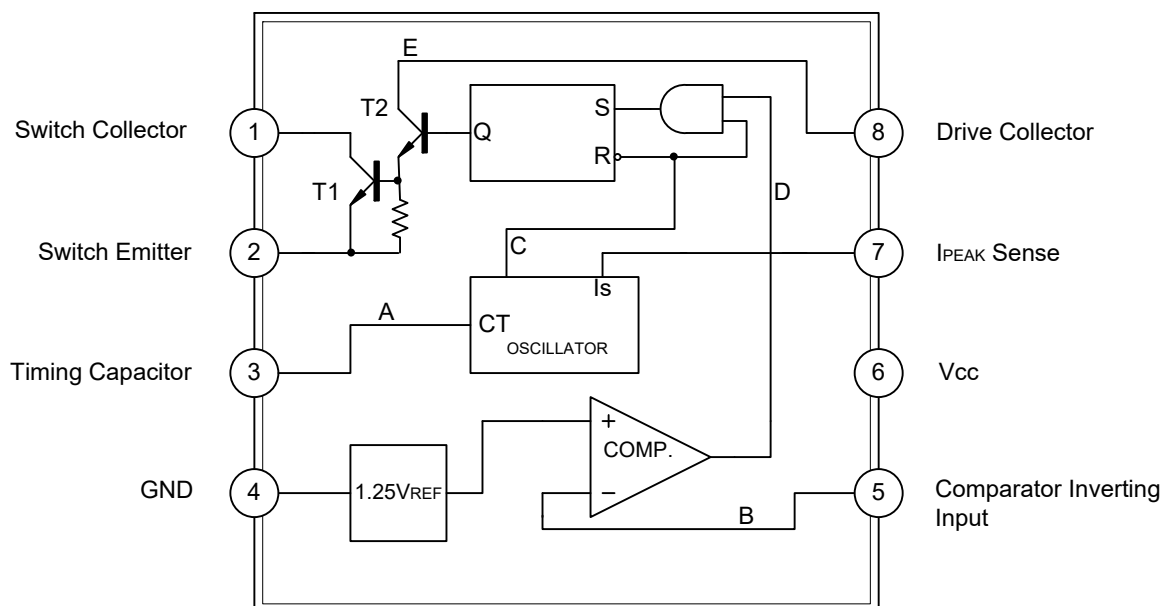 E
T2
S
Switch Collector
1
Q
8
Drive Collector
R
T1
D
Switch Emitter
2
C
7
IPEAK Sense
Is
A
CT
OSCILLATOR
Timing Capacitor
3
6
Vcc
+
COMP.
GND
4
1.25VREF
−
B
5
Comparator Inverting
Input